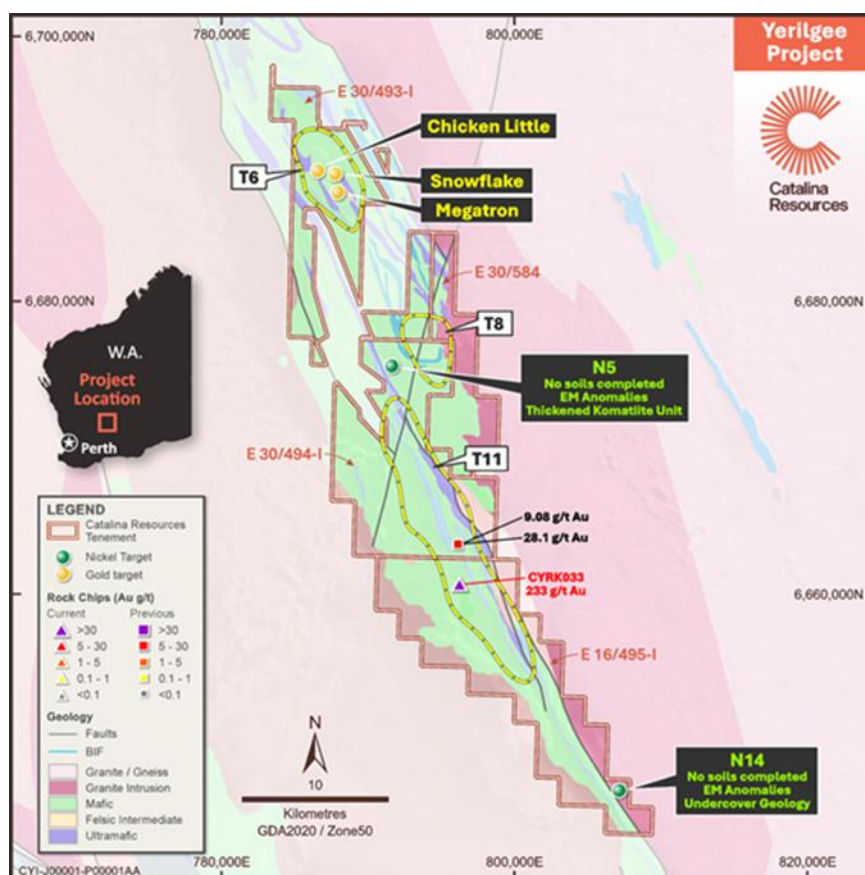 Yerilgee
Project
Catalina
Resources
780,000E
800,000E
6,700,000N
E 30/493-I
Chicken Little
T6
Snowflake
Megatron
E 30/584
6,680,000N
6,680,000N
T8
N5
No soils completed
EM Anomalies
Thickened Komatiite Unit
W.A.
Project
Location
Perth
E 30/494-I
T11
9.08 g/t Au
28.1 g/t Au
CYRK033
233 g/t Au
6,660,000N
E 16/495-I
LEGEND
Catalina Resources
Tenement
Nickel Target
Gold target
Rock Chips (Au g/t)
Current Previous
>30 >30
5 - 30 5 - 30
1 - 5 1 - 5
0.1 - 1 0.1 - 1
<0.1 <0.1
Geology
Faults
BIF
Granite / Gneiss
Granite Intrusion
Mafic
Felsic Intermediate
Ultramafic
N
10
Kilometres
GDA2020 / Zone50
N14
No soils completed
EM Anomalies
Undercover Geology
CYI-J00001-P00001AA
780,000E
800,000E
820,000E